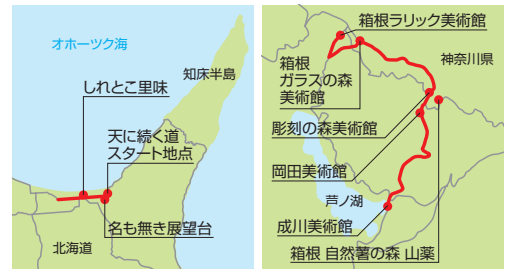 オホーツク海
知床半島
しれとこ里味
天に続く道
スタート地点
名も無き展望台
北海道
箱根ラリック美術館
箱根
ガラスの森
美術館
神奈川県
彫刻の森美術館
岡田美術館
芦ノ湖
成川美術館
箱根 自然薯の森 山薬